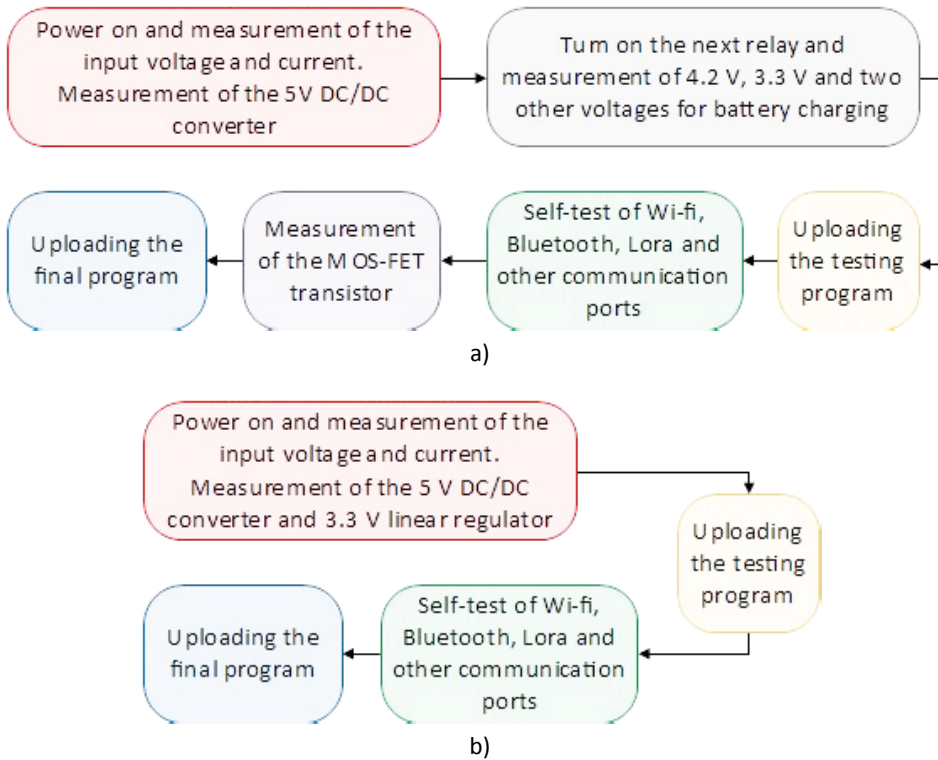 Power on and measurement of the
input voltage and current.
Measurement of the 5V DC/DC
converter
Turn on the next relay and
measurement of 4.2 V, 3.3 V and two
other voltages for battery charging
Uploading the
final program
Measurement
of the MOS-FET
transistor
Self-test of Wi-fi,
Bluetooth, Lora and
other communication
ports
Uploading
the testing
program
a)
Power on and measurement of the
input voltage and current.
Measurement of the 5 V DC/DC
converter and 3.3 V linear regulator
Uploading
the testing
program
Self-test of Wi-fi,
Bluetooth, Lora and
other communication
ports
Uploading the
final program
b)